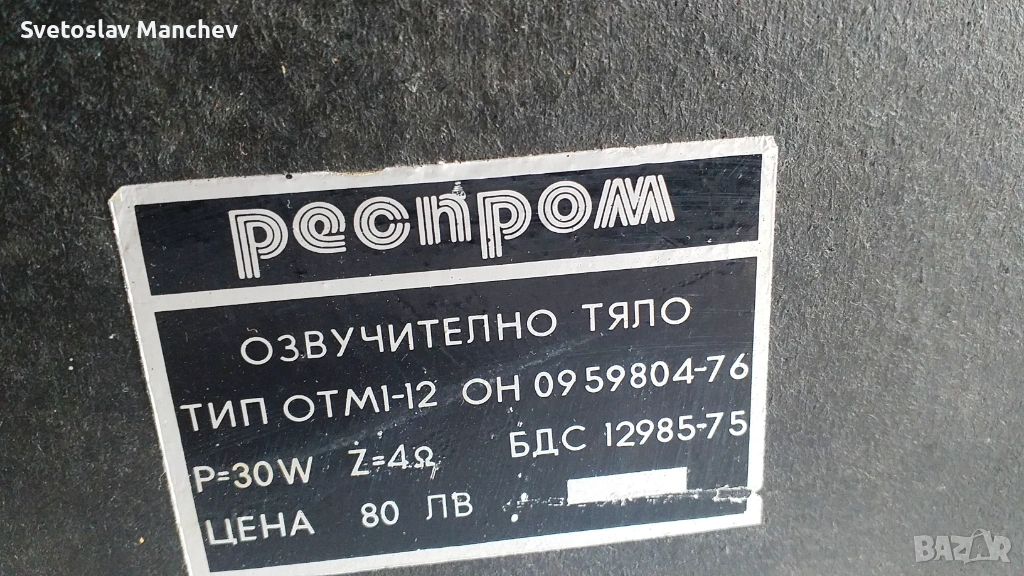 Svetoslav Manchev
респром
ОЗВУЧИТЕЛНО ТЯЛО
ТИП ОТМ1-12 ОН 09 59804-76
P=30W Z=4Ω БДС 12985-75
ЦЕНА 80 ЛВ
BAZAR